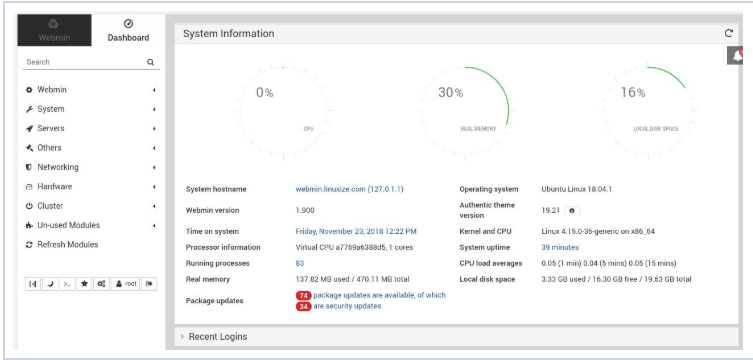 Webmin
Dashboard
Search
Webmin
System
Servers
Others
Networking
Hardware
Cluster
Un-used Modules
Refresh Modules
root
System Information
0%
CPU
30%
REAL MEMORY
16%
LOCAL DISK SPACE
System hostname webmin.linuxize.com (127.0.1.1) Operating system Ubuntu Linux 18.04.1
Webmin version 1.900 Authentic theme version 19.21
Time on system Friday, November 23, 2018 12:22 PM Kernel and CPU Linux 4.15.0-36-generic on x86_64
Processor information Virtual CPU a7769a6388d5, 1 cores System uptime 39 minutes
Running processes 83 CPU load averages 0.05 (1 min) 0.04 (5 mins) 0.05 (15 mins)
Real memory 137.82 MB used / 470.11 MB total Local disk space 3.33 GB used / 16.30 GB free / 19.63 GB total
Package updates 74 package updates are available, of which
34 are security updates
Recent Logins